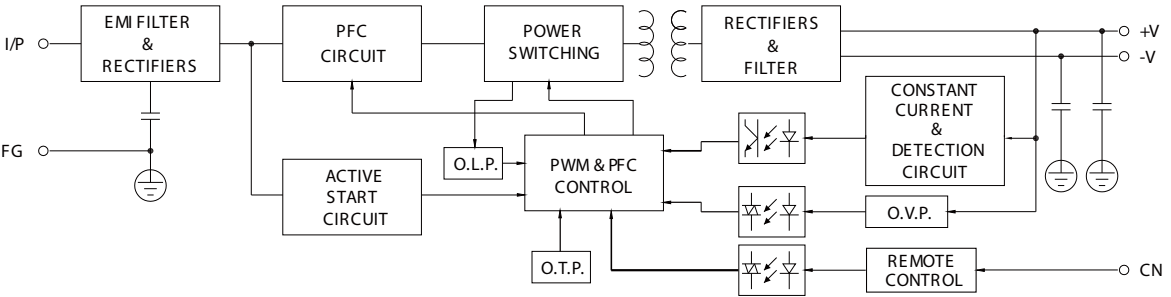 I/P
EMI FILTER
&
RECTIFIERS
PFC
CIRCUIT
POWER
SWITCHING
RECTIFIERS
&
FILTER
+V
-V
FG
O.L.P.
PWM & PFC
CONTROL
CONSTANT
CURRENT
&
DETECTION
CIRCUIT
ACTIVE
START
CIRCUIT
O.V.P.
O.T.P.
REMOTE
CONTROL
CN